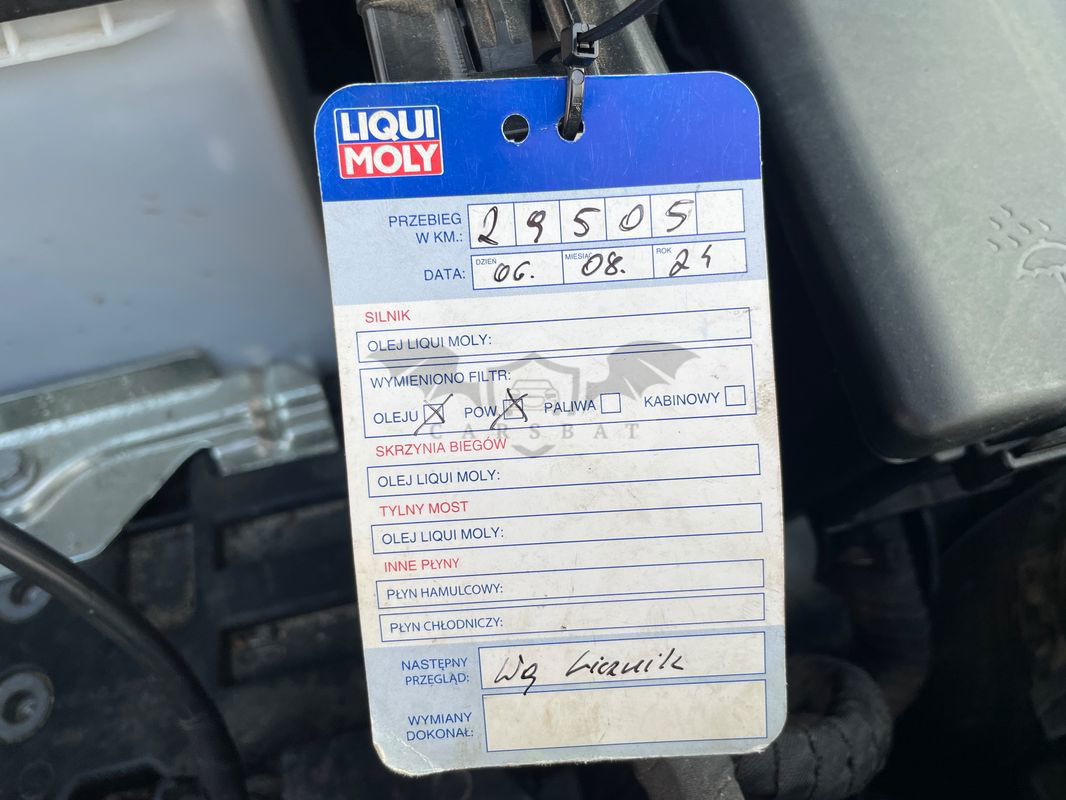 LIQUI
MOLY
PRZEBIEG
W KM.: 29505
DATA: DZIEŃ 06. MIESIĄC 08. ROK 24
SILNIK
OLEJ LIQUI MOLY:
WYMIENIONO FILTR:
OLEJU POW. PALIWA KABINOWY
CARSBAT
SKRZYNIA BIEGÓW
OLEJ LIQUI MOLY:
TYLNY MOST
OLEJ LIQUI MOLY:
INNE PŁYNY
PŁYN HAMULCOWY:
PŁYN CHŁODNICZY:
NASTĘPNY
PRZEGLĄD: Wg Licznik
WYMIANY
DOKONAŁ: